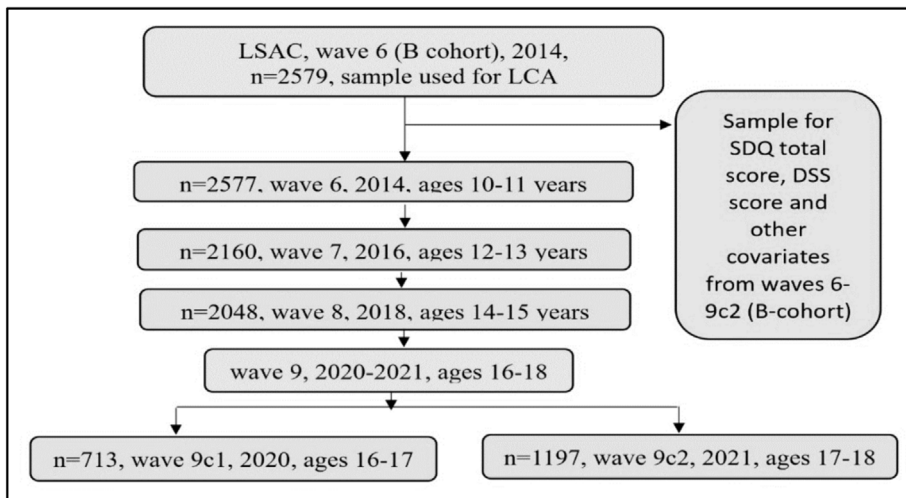 LSAC, wave 6 (B cohort), 2014,
n=2579, sample used for LCA
Sample for
SDQ total
score, DSS
score and
other
covariates
from waves 6-
9c2 (B-cohort)
n=2577, wave 6, 2014, ages 10-11 years
n=2160, wave 7, 2016, ages 12-13 years
n=2048, wave 8, 2018, ages 14-15 years
wave 9, 2020-2021, ages 16-18
n=713, wave 9c1, 2020, ages 16-17
n=1197, wave 9c2, 2021, ages 17-18